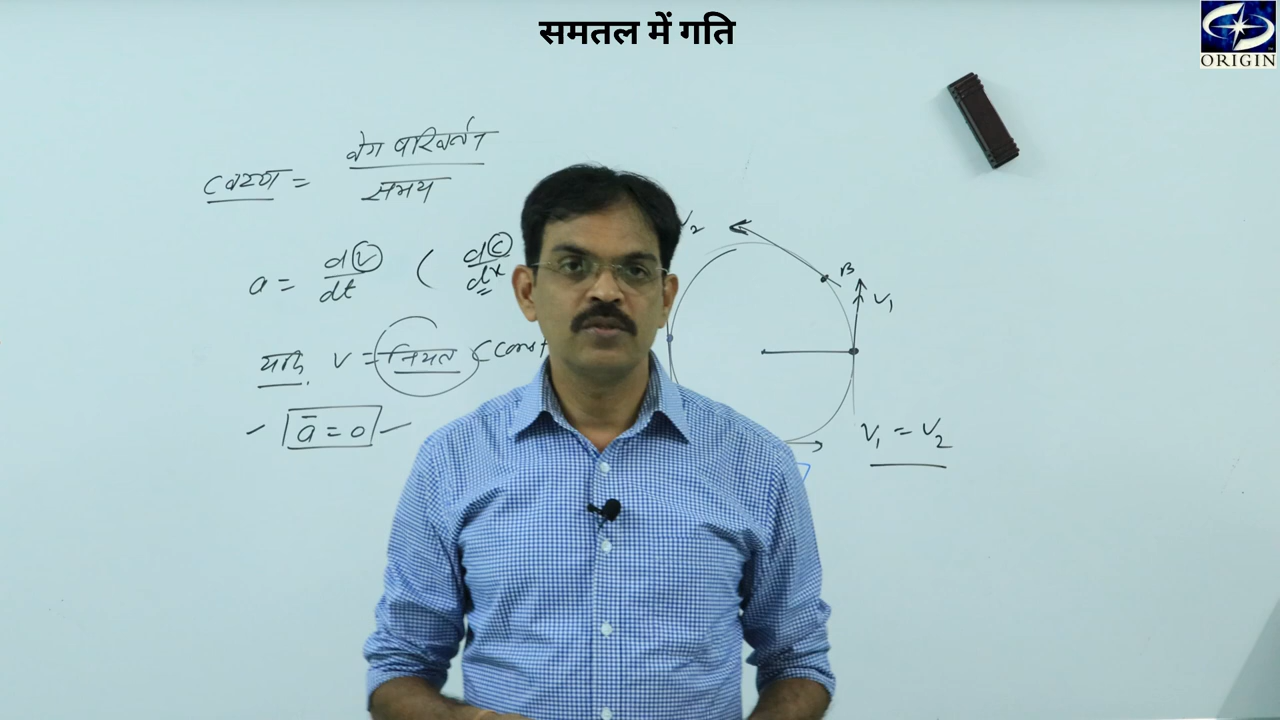 समतल में गति
ORIGIN
त्वरण = वेग परिवर्तन / समय
a = dv/dt ( dc/dx
यदि v = नियत (const
ā = 0
V₂
B
V₁
V₁ = V₂